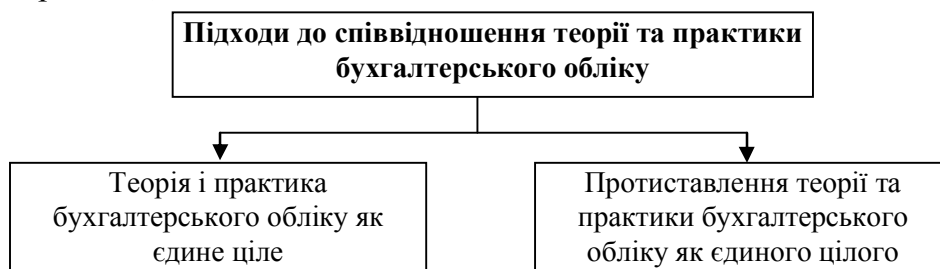 Підходи до співвідношення теорії та практики
бухгалтерського обліку
Теорія і практика
бухгалтерського обліку як
єдине ціле
Протиставлення теорії та
практики бухгалтерського
обліку як єдиного цілого